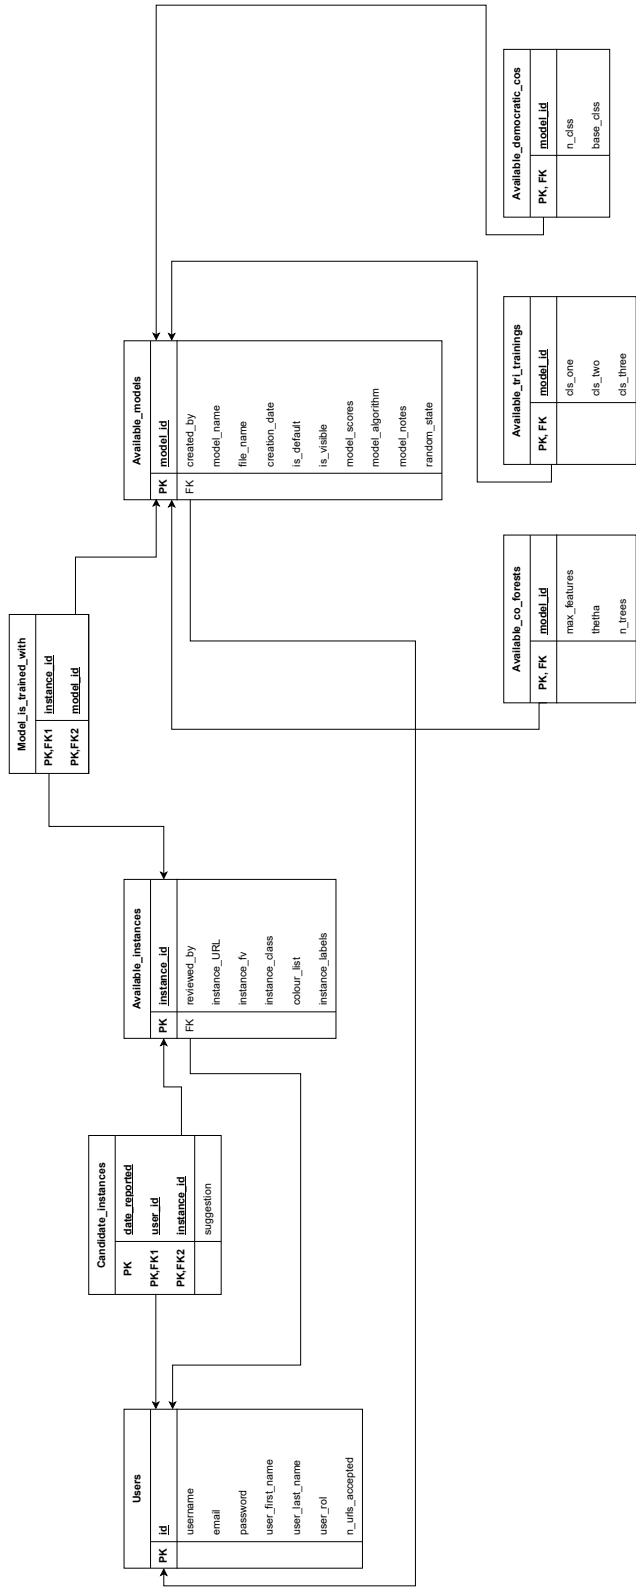 Users
PK id
username
email
password
user_first_name
user_last_name
user_rol
n_urls_accepted
Candidate_instances
PK date_reported
PK,FK1 user_id
PK,FK2 instance_id
suggestion
Available_instances
PK instance_id
FK reviewed_by
instance_URL
instance_fv
instance_class
colour_list
instance_labels
Model_is_trained_with
PK,FK1 instance_id
PK,FK2 model_id
Available_models
PK model_id
FK created_by
model_name
file_name
creation_date
is_default
is_visible
model_scores
model_algorithm
model_notes
random_state
Available_co_forests
PK, FK model_id
max_features
thetha
n_trees
Available_tri_trainings
PK, FK model_id
cls_one
cls_two
cls_three
Available_democratic_cos
PK, FK model_id
n_clss
base_clss